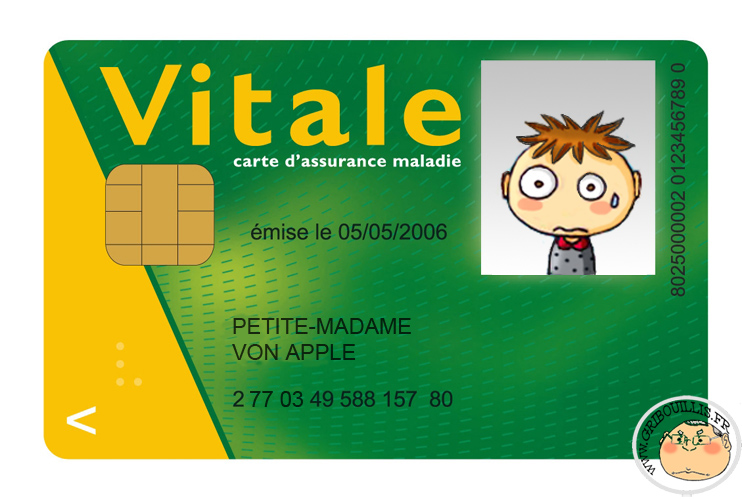 Vitale
carte d'assurance maladie
émise le 05/05/2006
PETITE-MADAME
VON APPLE
2 77 03 49 588 157 80
8025000002 0123456789 0
<
WWW.GRIBOUILLIS.FR